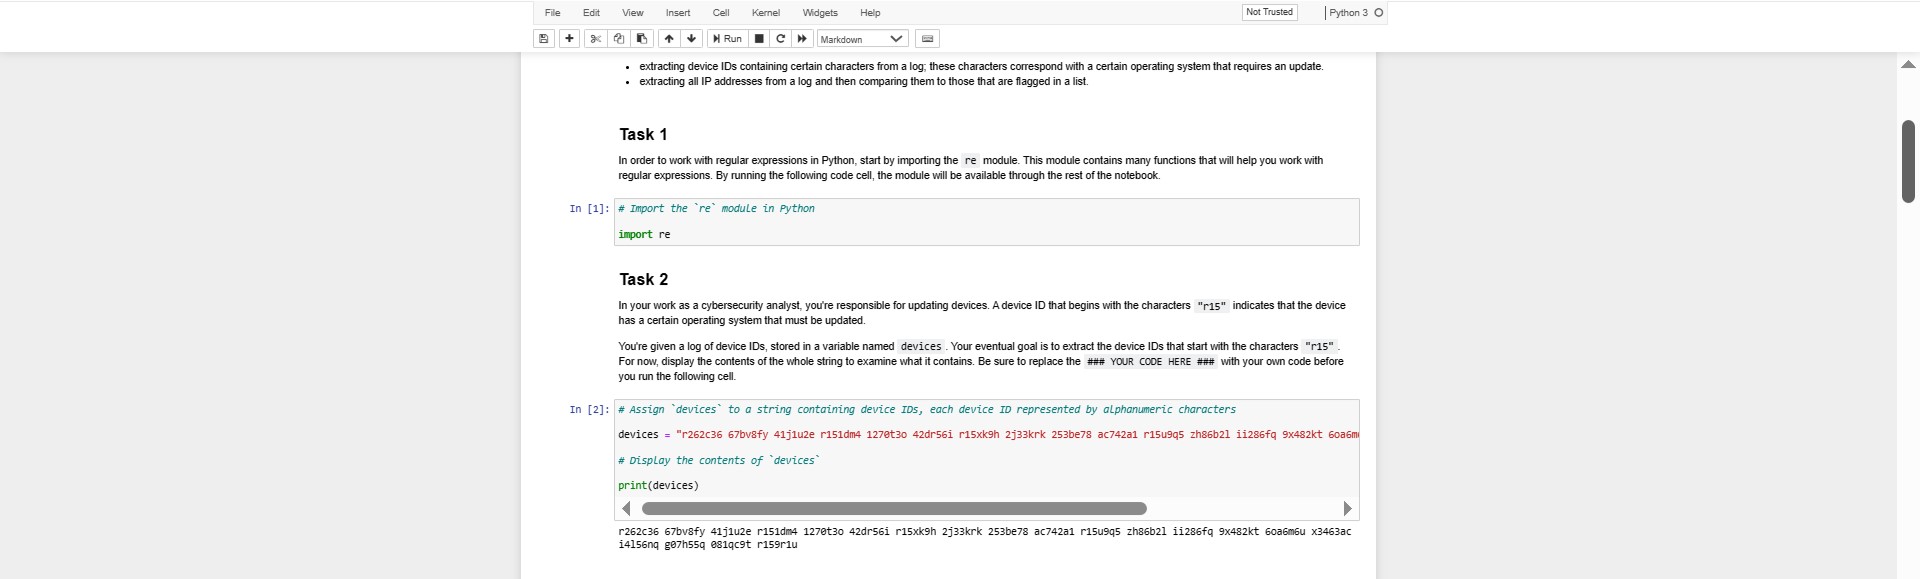 File Edit View Insert Cell Kernel Widgets Help Not Trusted Python 3
Run Markdown
extracting device IDs containing certain characters from a log; these characters correspond with a certain operating system that requires an update.
extracting all IP addresses from a log and then comparing them to those that are flagged in a list.
Task 1
In order to work with regular expressions in Python, start by importing the re module. This module contains many functions that will help you work with
regular expressions. By running the following code cell, the module will be available through the rest of the notebook.
In [1]: # Import the `re` module in Python
import re
Task 2
In your work as a cybersecurity analyst, you're responsible for updating devices. A device ID that begins with the characters "r15" indicates that the device
has a certain operating system that must be updated.
You're given a log of device IDs, stored in a variable named devices. Your eventual goal is to extract the device IDs that start with the characters "r15".
For now, display the contents of the whole string to examine what it contains. Be sure to replace the ### YOUR CODE HERE ### with your own code before
you run the following cell.
In [2]: # Assign `devices` to a string containing device IDs, each device ID represented by alphanumeric characters
devices = "r262c36 67bv8fy 41j1u2e r151dm4 1270t3o 42dr56i r15xk9h 2j33krk 253be78 ac742a1 r15u9q5 zh86b2l ii286fq 9x482kt 6oa6m
# Display the contents of `devices`
print(devices)
r262c36 67bv8fy 41j1u2e r151dm4 1270t3o 42dr56i r15xk9h 2j33krk 253be78 ac742a1 r15u9q5 zh86b2l ii286fq 9x482kt 6oa6m6u x3463ac
i4l56nq g07h55q 081qc9t r159r1u